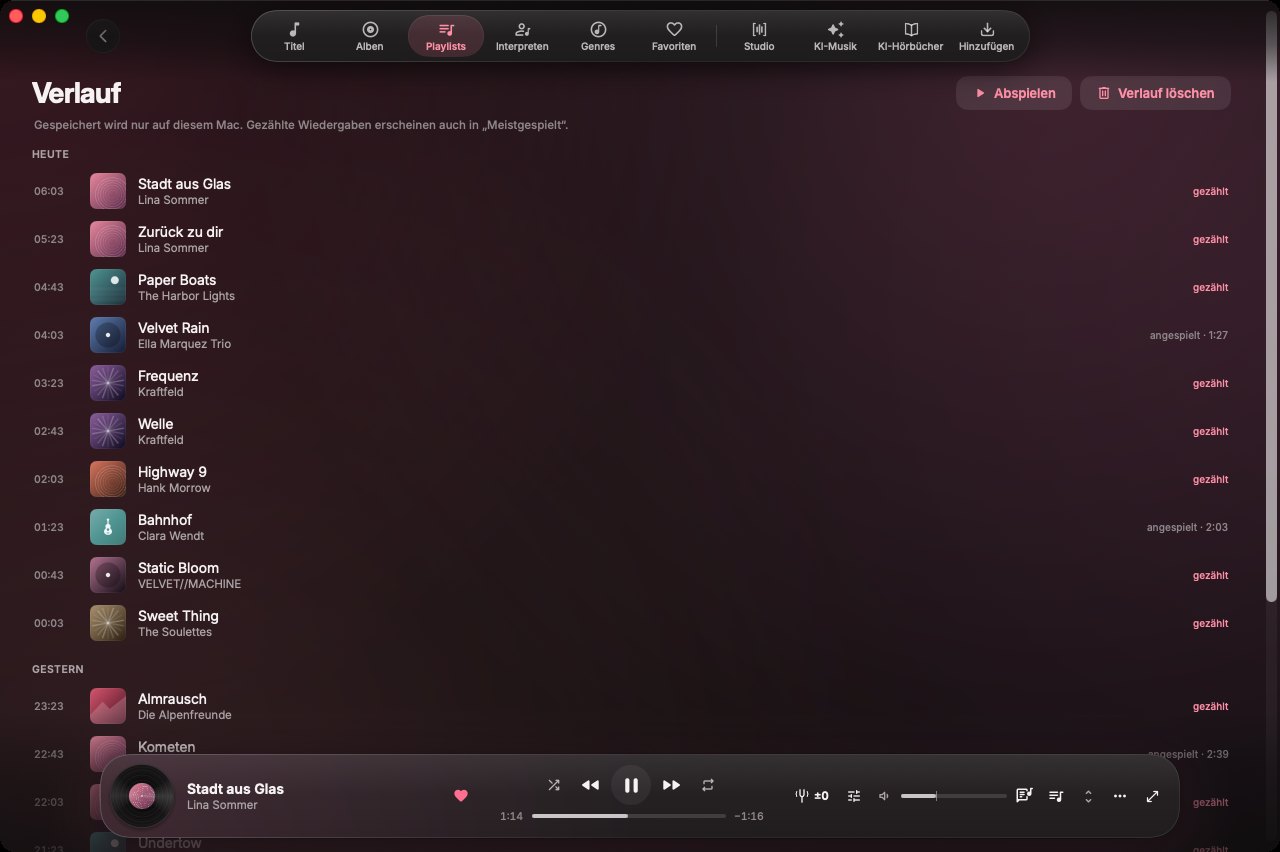 Titel
Alben
Playlists
Interpreten
Genres
Favoriten
Studio
KI-Musik
KI-Hörbücher
Hinzufügen
Verlauf
Abspielen
Verlauf löschen
Gespeichert wird nur auf diesem Mac. Gezählte Wiedergaben erscheinen auch in „Meistgespielt“.
HEUTE
06:03
Stadt aus Glas
Lina Sommer
gezählt
05:23
Zurück zu dir
Lina Sommer
gezählt
04:43
Paper Boats
The Harbor Lights
gezählt
04:03
Velvet Rain
Ella Marquez Trio
angespielt · 1:27
03:23
Frequenz
Kraftfeld
gezählt
02:43
Welle
Kraftfeld
gezählt
02:03
Highway 9
Hank Morrow
gezählt
01:23
Bahnhof
Clara Wendt
angespielt · 2:03
00:43
Static Bloom
VELVET//MACHINE
gezählt
00:03
Sweet Thing
The Soulettes
gezählt
GESTERN
23:23
Almrausch
Die Alpenfreunde
gezählt
22:43
Kometen
angespielt · 2:39
22:03
gezählt
21:23
Undertow
gezählt
Stadt aus Glas
Lina Sommer
1:14
−1:16
±0